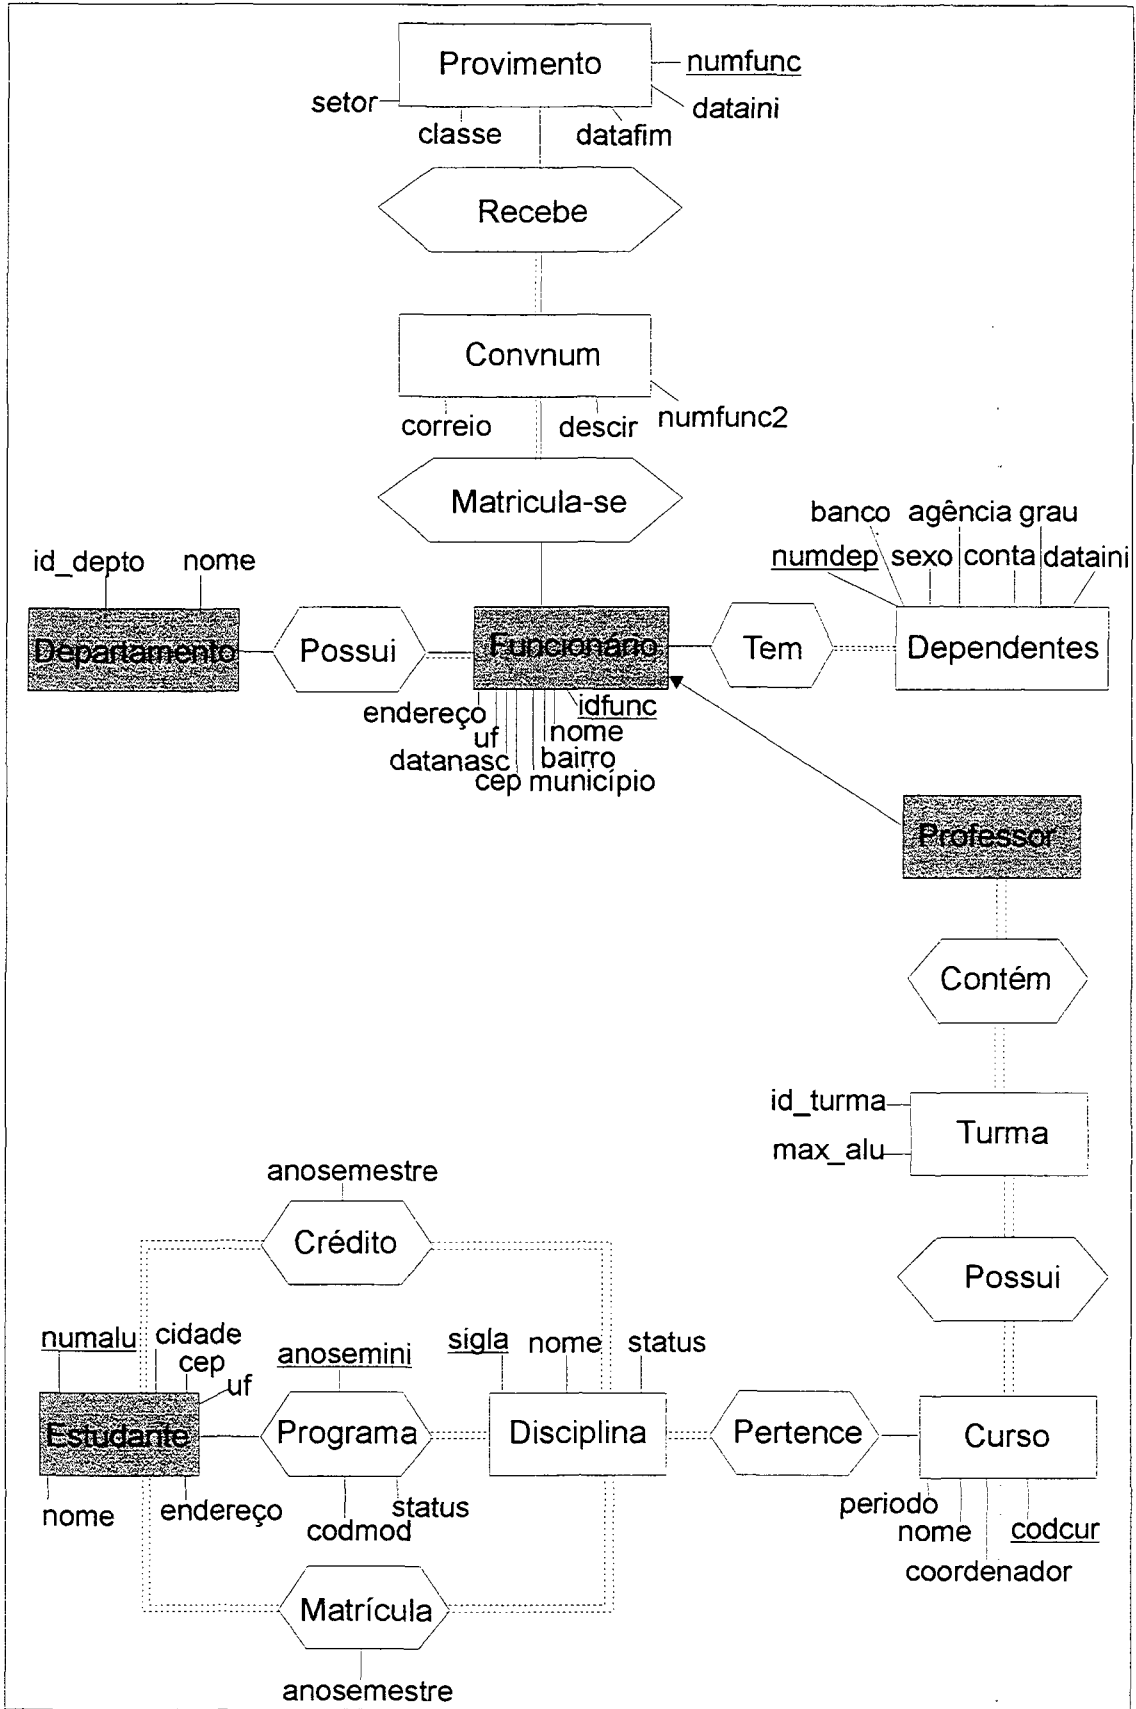 Provimento
numfunc
setor
dataini
classe
datafim
Recebe
Convnum
correio
descir
numfunc2
Matricula-se
banco agência grau
id_depto nome
numdep sexo conta dataini
Departamento
Possui
Funcionário
Tem
Dependentes
endereço
idfunc
uf
nome
datanasc
bairro
cep município
Professor
Contém
id_turma
Turma
max_alu
anosemestre
Crédito
Possui
numalu
cidade
cep
uf
anosemini
sigla
nome
status
Estudante
Programa
Disciplina
Pertence
Curso
nome
endereço
codmod
status
periodo
nome
codcur
coordenador
Matrícula
anosemestre